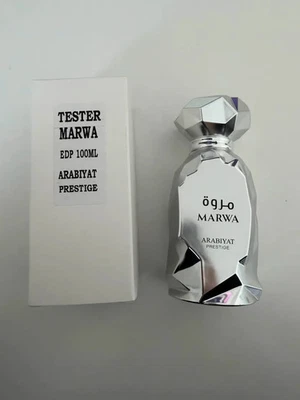 TESTER
MARWA
EDP 100ML
ARABIYAT
PRESTIGE
مروة
MARWA
ARABIYAT
PRESTIGE